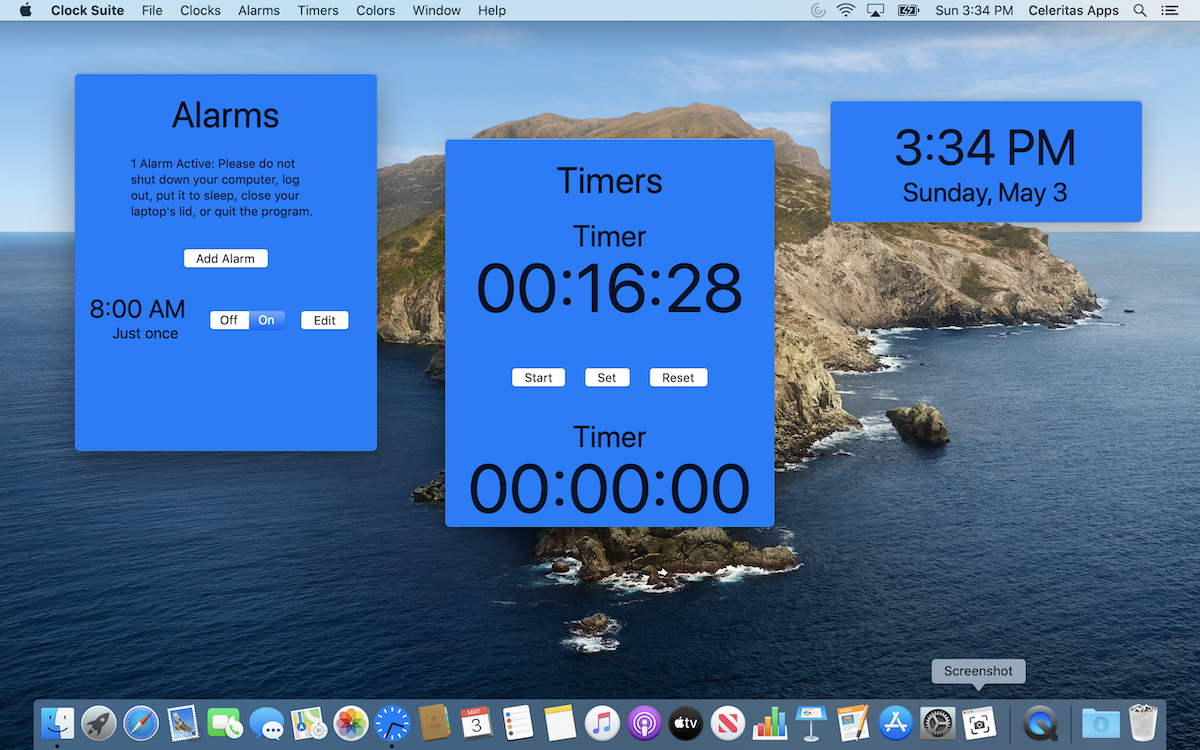 Clock Suite File Clocks Alarms Timers Colors Window Help Sun 3:34 PM Celeritas Apps
Alarms
1 Alarm Active: Please do not
shut down your computer, log
out, put it to sleep, close your
laptop's lid, or quit the program.
Add Alarm
8:00 AM
Just once
Off On
Edit
Timers
Timer
00:16:28
Start Set Reset
Timer
00:00:00
3:34 PM
Sunday, May 3
Screenshot
MAY
3
tv